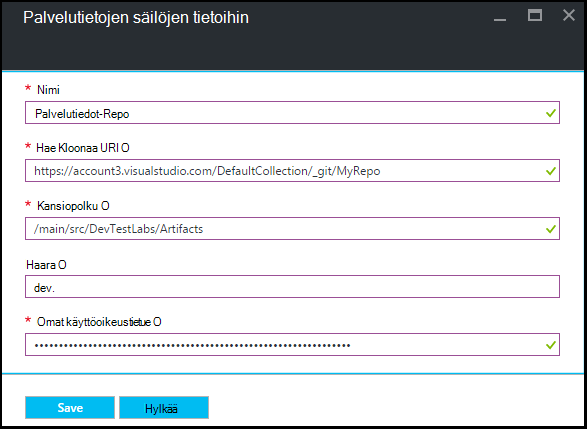 Palvelutietojen säilöjen tietoihin
* Nimi
Palvelutiedot-Repo
* Hae Kloonaa URI O
https://account3.visualstudio.com/DefaultCollection/_git/MyRepo
* Kansiopolku O
/main/src/DevTestLabs/Artifacts
Haara O
dev.
* Omat käyttöoikeustietue O
••••••••••••••••••••••••••••••••••••••••••••••••••••••••••••••••••
Save Hylkää